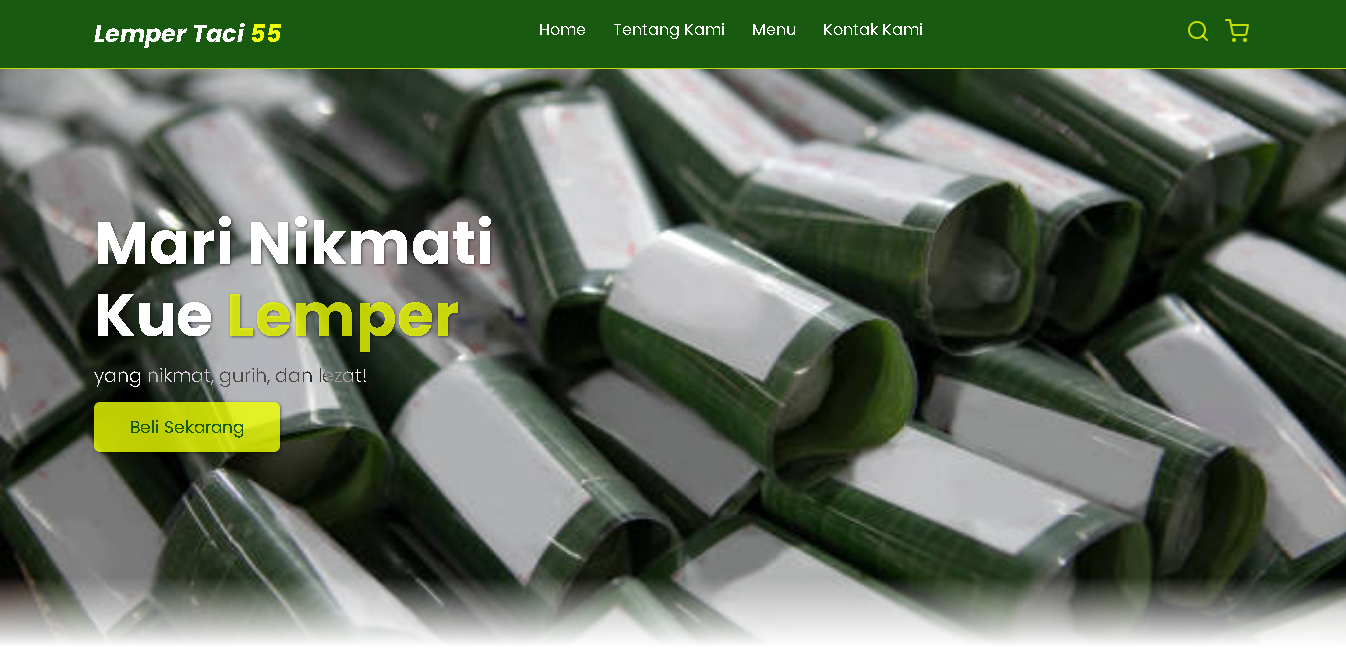 Lemper Taci 55
Home
Tentang Kami
Menu
Kontak Kami
Mari Nikmati
Kue Lemper
yang nikmat, gurih, dan lezat!
Beli Sekarang